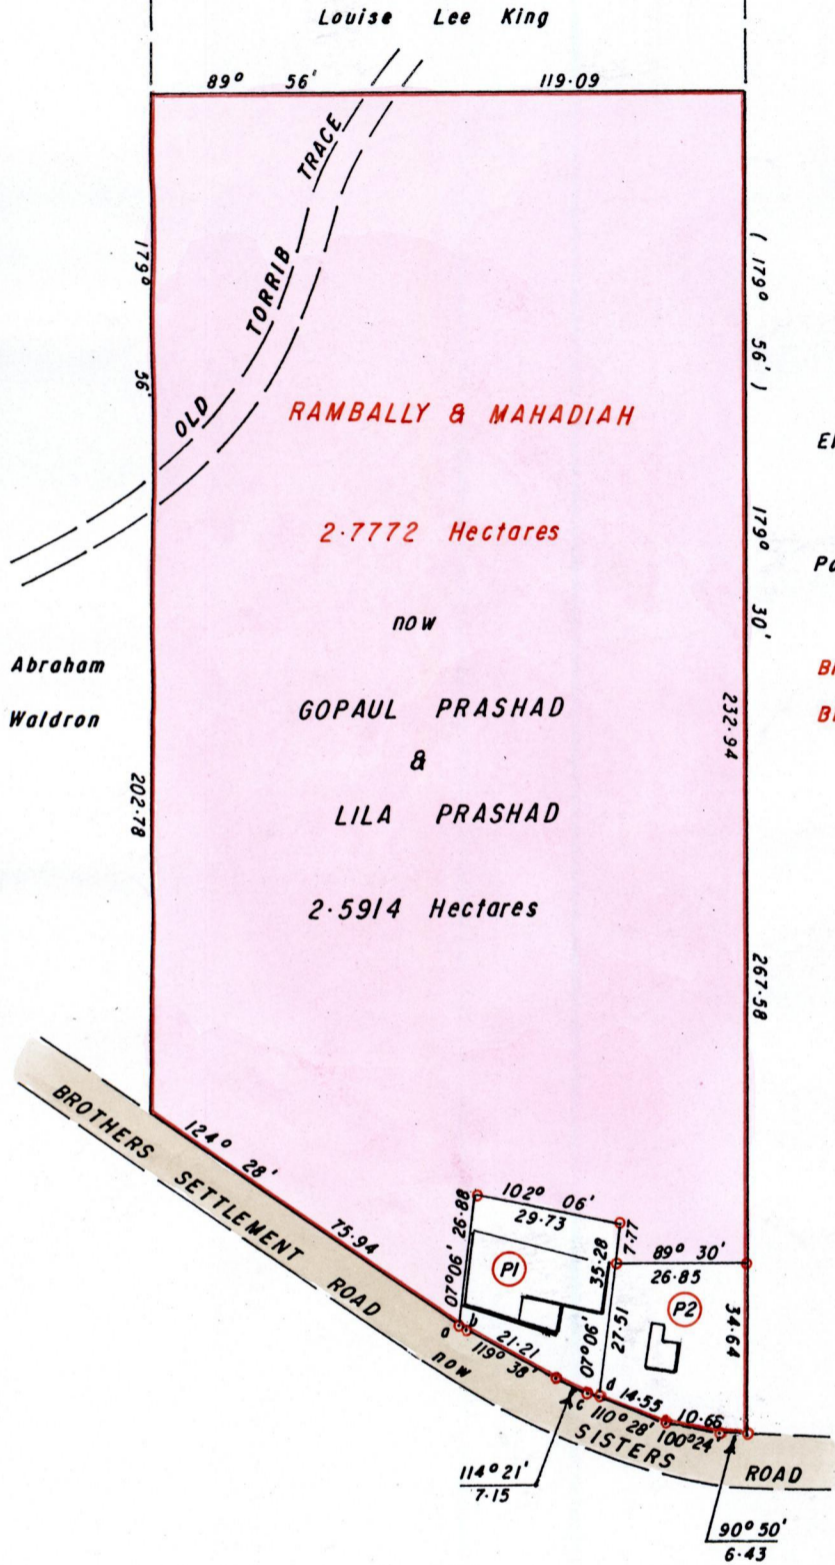 Louise Lee King
89° 56' 119·09
OLD TORRIB TRACE
179° 56'
( 179° 56' )
RAMBALLY & MAHADIAH
2·7772 Hectares
179° 30'
now
Abraham
Waldron
GOPAUL PRASHAD
&
LILA PRASHAD
232·94
202·78
2·5914 Hectares
267·58
BROTHERS SETTLEMENT ROAD
now
SISTERS ROAD
124° 28'
75·94
102° 06'
29·73
26·88
07° 06'
P1
35·28
7·77
89° 30'
26·85
P2
34·64
07° 06'
27·51
a
b
21·21
119° 38'
c
d
14·55
110° 28'
10·66
100° 24'
114° 21'
7·15
90° 50'
6·43